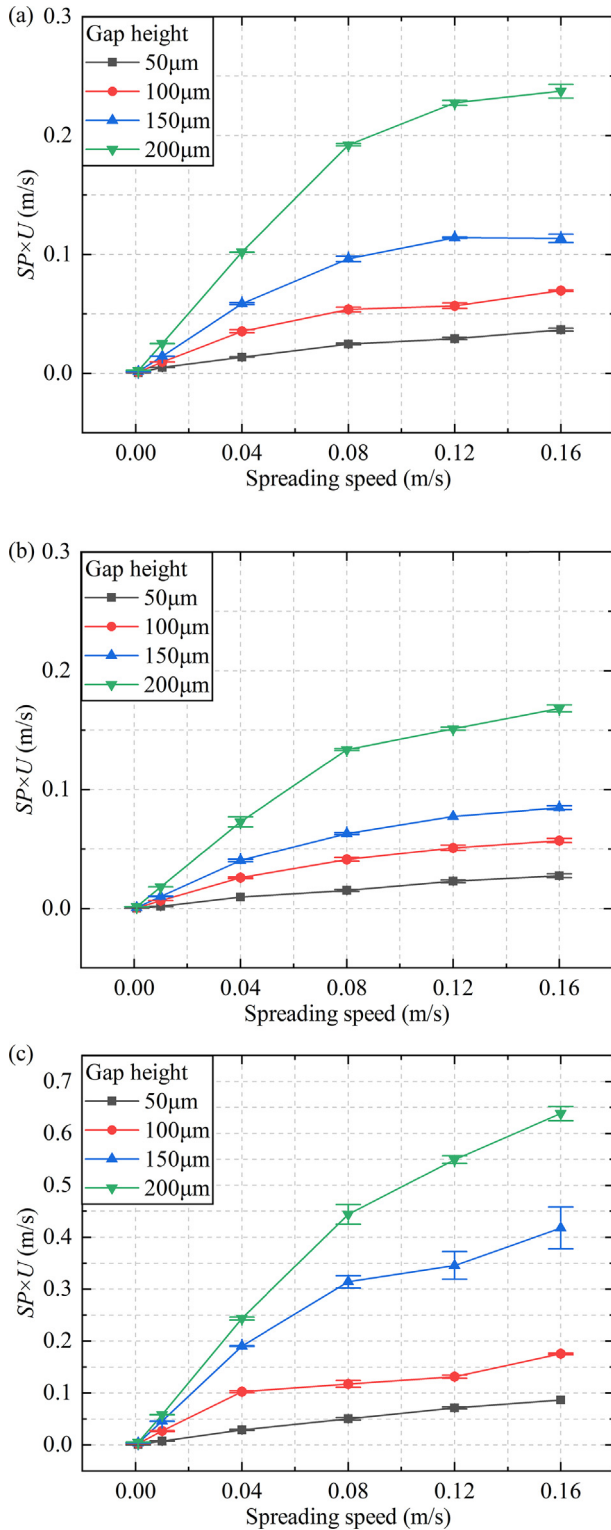 (a)
0.3
Gap height
50μm
100μm
150μm
200μm
0.2
0.1
0.0
SP×U (m/s)
0.00 0.04 0.08 0.12 0.16
Spreading speed (m/s)
(b)
0.3
Gap height
50μm
100μm
150μm
200μm
0.2
0.1
0.0
SP×U (m/s)
0.00 0.04 0.08 0.12 0.16
Spreading speed (m/s)
(c)
Gap height
0.7
50μm
100μm
0.6
150μm
200μm
0.5
0.4
0.3
0.2
0.1
0.0
SP×U (m/s)
0.00 0.04 0.08 0.12 0.16
Spreading speed (m/s)